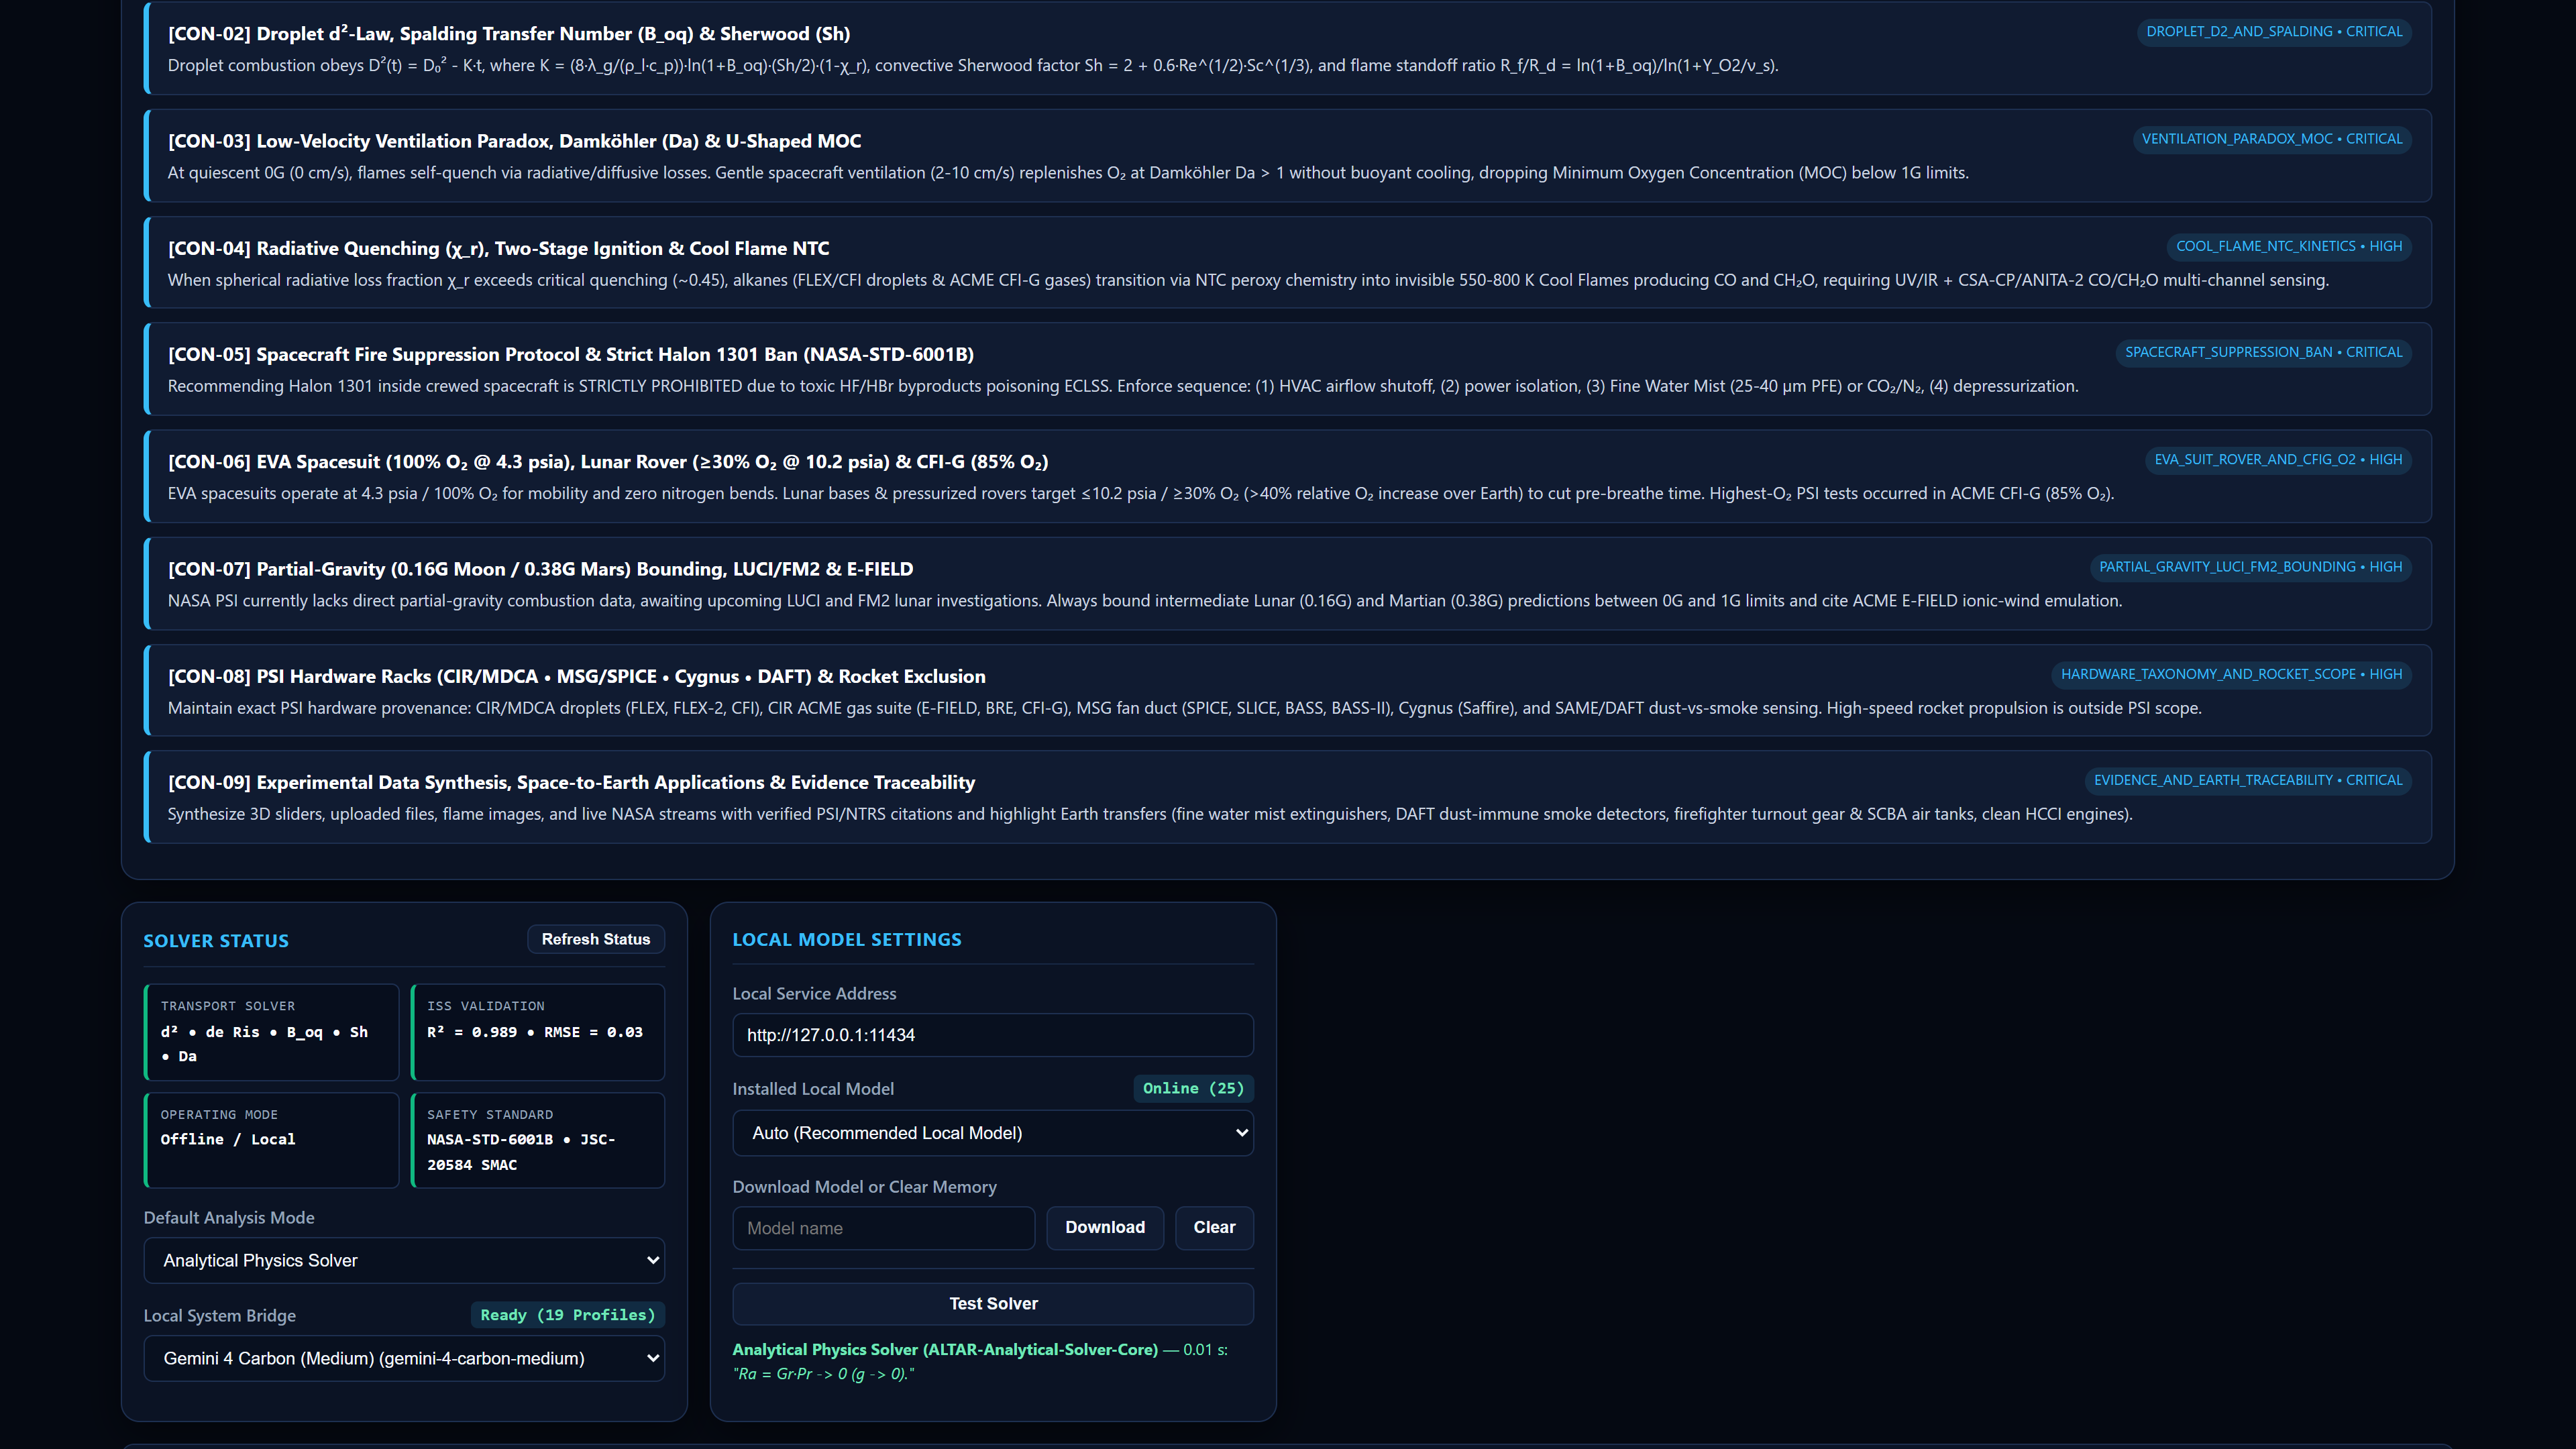 [CON-02] Droplet d²-Law, Spalding Transfer Number (B_oq) & Sherwood (Sh)
DROPLET_D2_AND_SPALDING • CRITICAL
Droplet combustion obeys D²(t) = D₀² - K·t, where K = (8·λ_g/(ρ_l·c_p))·ln(1+B_oq)·(Sh/2)·(1-χ_r), convective Sherwood factor Sh = 2 + 0.6·Re^(1/2)·Sc^(1/3), and flame standoff ratio R_f/R_d = ln(1+B_oq)/ln(1+Y_O2/ν_s).
[CON-03] Low-Velocity Ventilation Paradox, Damköhler (Da) & U-Shaped MOC
VENTILATION_PARADOX_MOC • CRITICAL
At quiescent 0G (0 cm/s), flames self-quench via radiative/diffusive losses. Gentle spacecraft ventilation (2-10 cm/s) replenishes O₂ at Damköhler Da > 1 without buoyant cooling, dropping Minimum Oxygen Concentration (MOC) below 1G limits.
[CON-04] Radiative Quenching (χ_r), Two-Stage Ignition & Cool Flame NTC
COOL_FLAME_NTC_KINETICS • HIGH
When spherical radiative loss fraction χ_r exceeds critical quenching (~0.45), alkanes (FLEX/CFI droplets & ACME CFI-G gases) transition via NTC peroxy chemistry into invisible 550-800 K Cool Flames producing CO and CH₂O, requiring UV/IR + CSA-CP/ANITA-2 CO/CH₂O multi-channel sensing.
[CON-05] Spacecraft Fire Suppression Protocol & Strict Halon 1301 Ban (NASA-STD-6001B)
SPACECRAFT_SUPPRESSION_BAN • CRITICAL
Recommending Halon 1301 inside crewed spacecraft is STRICTLY PROHIBITED due to toxic HF/HBr byproducts poisoning ECLSS. Enforce sequence: (1) HVAC airflow shutoff, (2) power isolation, (3) Fine Water Mist (25-40 μm PFE) or CO₂/N₂, (4) depressurization.
[CON-06] EVA Spacesuit (100% O₂ @ 4.3 psia), Lunar Rover (≥30% O₂ @ 10.2 psia) & CFI-G (85% O₂)
EVA_SUIT_ROVER_AND_CFIG_O2 • HIGH
EVA spacesuits operate at 4.3 psia / 100% O₂ for mobility and zero nitrogen bends. Lunar bases & pressurized rovers target ≤10.2 psia / ≥30% O₂ (>40% relative O₂ increase over Earth) to cut pre-breathe time. Highest-O₂ PSI tests occurred in ACME CFI-G (85% O₂).
[CON-07] Partial-Gravity (0.16G Moon / 0.38G Mars) Bounding, LUCI/FM2 & E-FIELD
PARTIAL_GRAVITY_LUCI_FM2_BOUNDING • HIGH
NASA PSI currently lacks direct partial-gravity combustion data, awaiting upcoming LUCI and FM2 lunar investigations. Always bound intermediate Lunar (0.16G) and Martian (0.38G) predictions between 0G and 1G limits and cite ACME E-FIELD ionic-wind emulation.
[CON-08] PSI Hardware Racks (CIR/MDCA • MSG/SPICE • Cygnus • DAFT) & Rocket Exclusion
HARDWARE_TAXONOMY_AND_ROCKET_SCOPE • HIGH
Maintain exact PSI hardware provenance: CIR/MDCA droplets (FLEX, FLEX-2, CFI), CIR ACME gas suite (E-FIELD, BRE, CFI-G), MSG fan duct (SPICE, SLICE, BASS, BASS-II), Cygnus (Saffire), and SAME/DAFT dust-vs-smoke sensing. High-speed rocket propulsion is outside PSI scope.
[CON-09] Experimental Data Synthesis, Space-to-Earth Applications & Evidence Traceability
EVIDENCE_AND_EARTH_TRACEABILITY • CRITICAL
Synthesize 3D sliders, uploaded files, flame images, and live NASA streams with verified PSI/NTRS citations and highlight Earth transfers (fine water mist extinguishers, DAFT dust-immune smoke detectors, firefighter turnout gear & SCBA air tanks, clean HCCI engines).
SOLVER STATUS
Refresh Status
TRANSPORT SOLVER
d² • de Ris • B_oq • Sh
• Da
ISS VALIDATION
R² = 0.989 • RMSE = 0.03
OPERATING MODE
Offline / Local
SAFETY STANDARD
NASA-STD-6001B • JSC-
20584 SMAC
Default Analysis Mode
Analytical Physics Solver
Local System Bridge
Ready (19 Profiles)
Gemini 4 Carbon (Medium) (gemini-4-carbon-medium)
LOCAL MODEL SETTINGS
Local Service Address
http://127.0.0.1:11434
Installed Local Model
Online (25)
Auto (Recommended Local Model)
Download Model or Clear Memory
Model name
Download
Clear
Test Solver
Analytical Physics Solver (ALTAR-Analytical-Solver-Core) — 0.01 s:
"Ra = Gr·Pr -> 0 (g -> 0)."